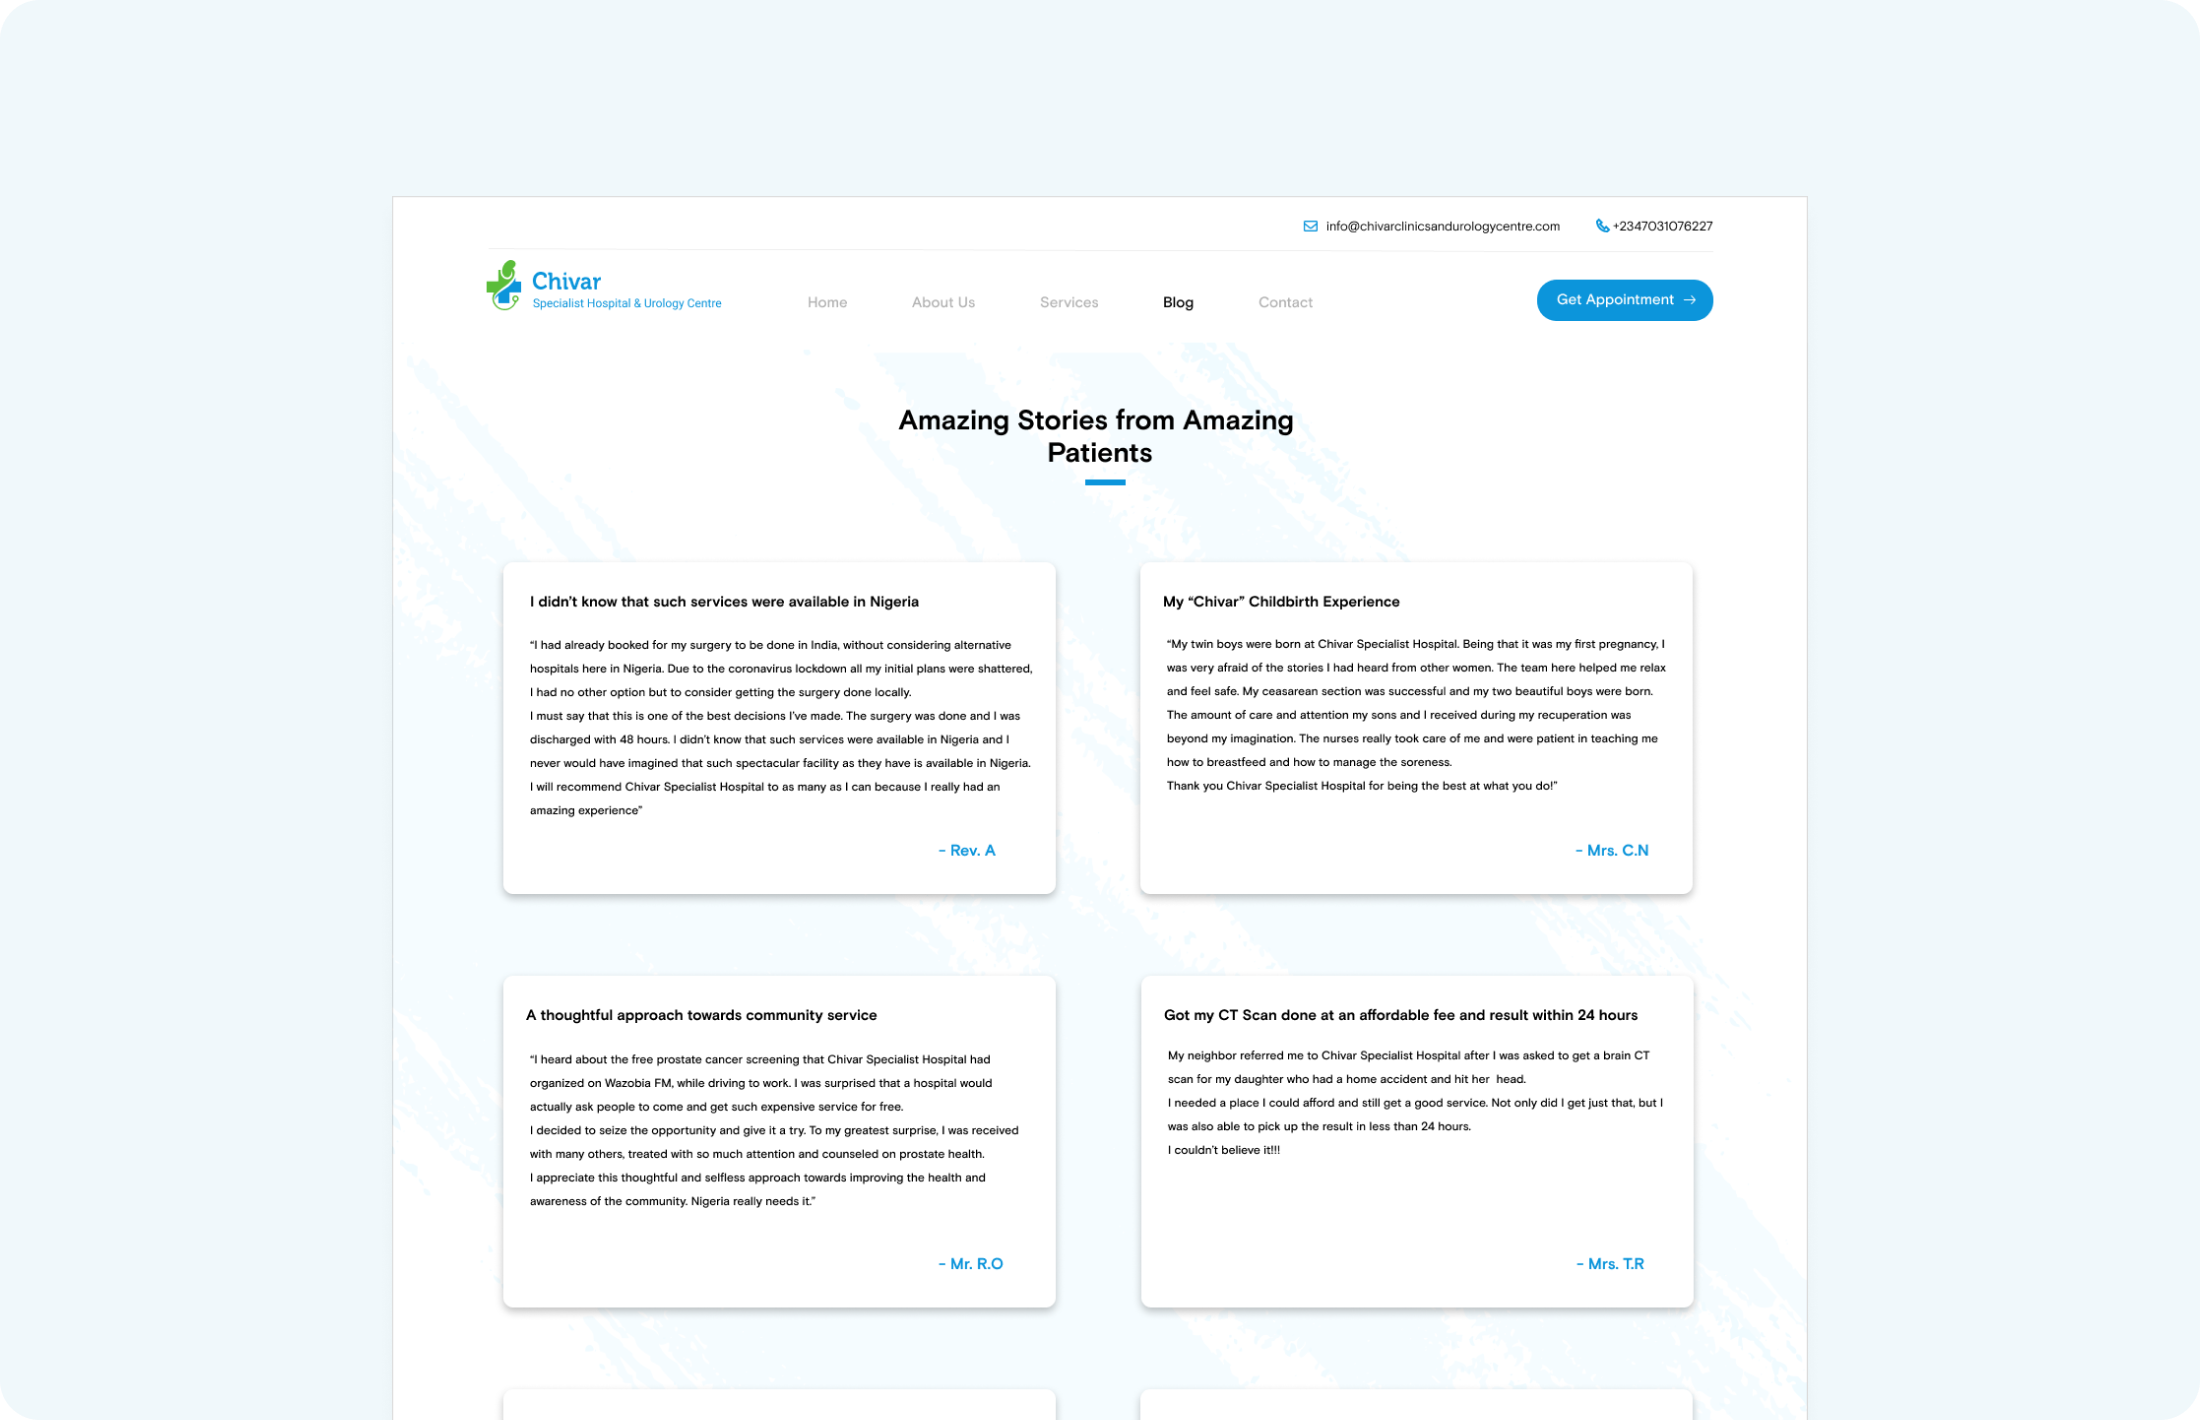 info@chivarclinicsandurologycentre.com +2347031076227
Chivar
Specialist Hospital & Urology Centre
Home About Us Services Blog Contact
Get Appointment →
Amazing Stories from Amazing
Patients
I didn’t know that such services were available in Nigeria
“I had already booked for my surgery to be done in India, without considering alternative
hospitals here in Nigeria. Due to the coronavirus lockdown all my initial plans were shattered,
I had no other option but to consider getting the surgery done locally.
I must say that this is one of the best decisions I’ve made. The surgery was done and I was
discharged with 48 hours. I didn’t know that such services were available in Nigeria and I
never would have imagined that such spectacular facility as they have is available in Nigeria.
I will recommend Chivar Specialist Hospital to as many as I can because I really had an
amazing experience”
- Rev. A
My “Chivar” Childbirth Experience
“My twin boys were born at Chivar Specialist Hospital. Being that it was my first pregnancy, I
was very afraid of the stories I had heard from other women. The team here helped me relax
and feel safe. My ceasarean section was successful and my two beautiful boys were born.
The amount of care and attention my sons and I received during my recuperation was
beyond my imagination. The nurses really took care of me and were patient in teaching me
how to breastfeed and how to manage the soreness.
Thank you Chivar Specialist Hospital for being the best at what you do!”
- Mrs. C.N
A thoughtful approach towards community service
“I heard about the free prostate cancer screening that Chivar Specialist Hospital had
organized on Wazobia FM, while driving to work. I was surprised that a hospital would
actually ask people to come and get such expensive service for free.
I decided to seize the opportunity and give it a try. To my greatest surprise, I was received
with many others, treated with so much attention and counseled on prostate health.
I appreciate this thoughtful and selfless approach towards improving the health and
awareness of the community. Nigeria really needs it.”
- Mr. R.O
Got my CT Scan done at an affordable fee and result within 24 hours
My neighbor referred me to Chivar Specialist Hospital after I was asked to get a brain CT
scan for my daughter who had a home accident and hit her  head.
I needed a place I could afford and still get a good service. Not only did I get just that, but I
was also able to pick up the result in less than 24 hours.
I couldn’t believe it!!!
- Mrs. T.R